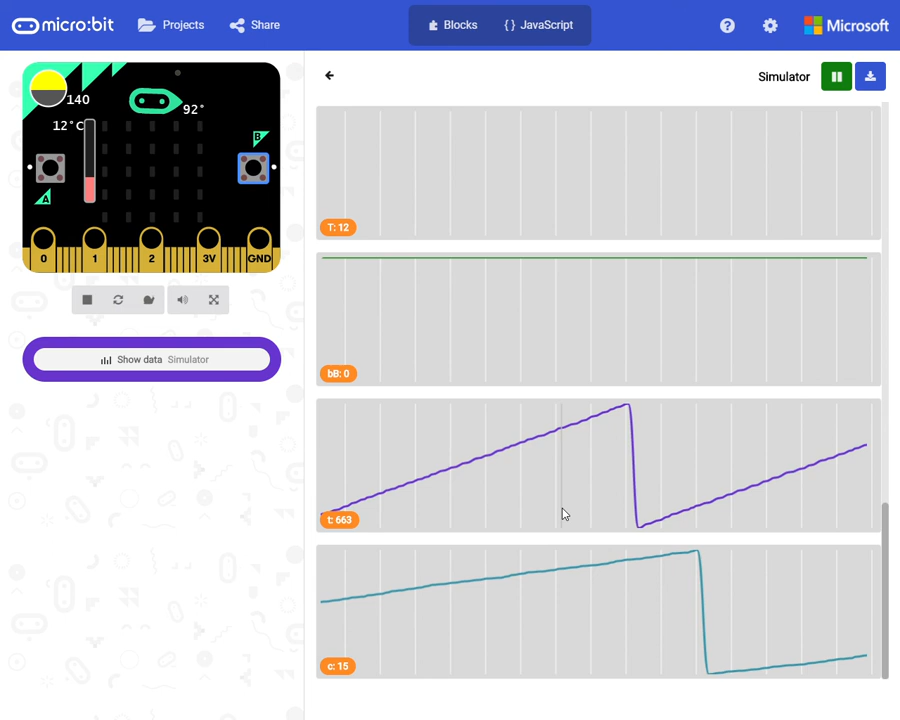 micro:bit Projects Share Blocks { } JavaScript ? Microsoft
Simulator
140
92°
12°C
B
A
0 1 2 3V GND
Show data Simulator
T: 12
bB: 0
t: 663
c: 15